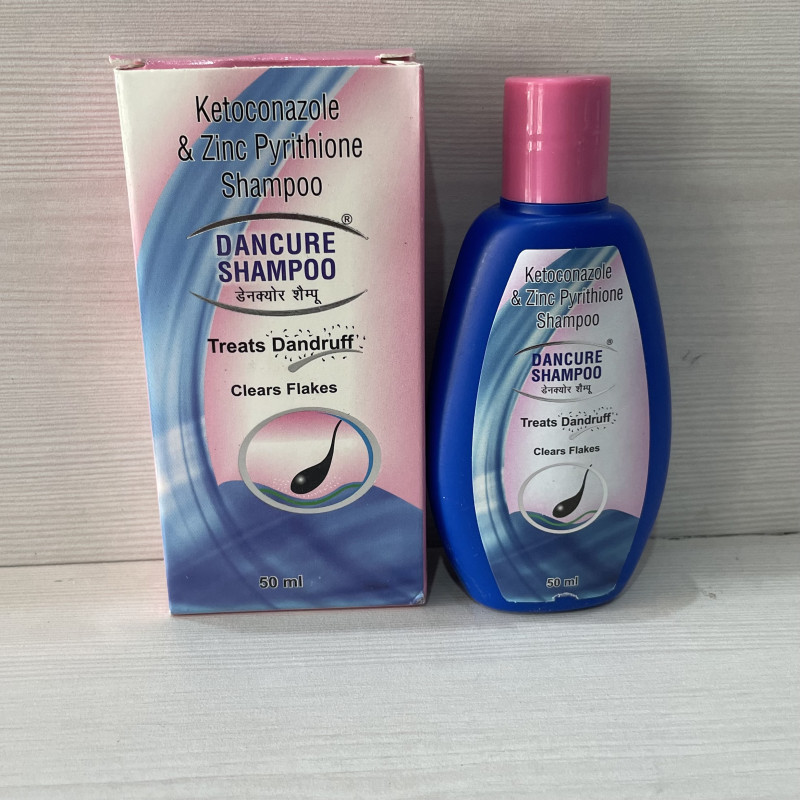 Ketoconazole
& Zinc Pyrithione
Shampoo
®
DANCURE
SHAMPOO
डेनक्योर शैम्पू
Treats Dandruff
Clears Flakes
50 ml
Ketoconazole
& Zinc Pyrithione
Shampoo
®
DANCURE
SHAMPOO
डेनक्योर शैम्पू
Treats Dandruff
Clears Flakes
50 ml